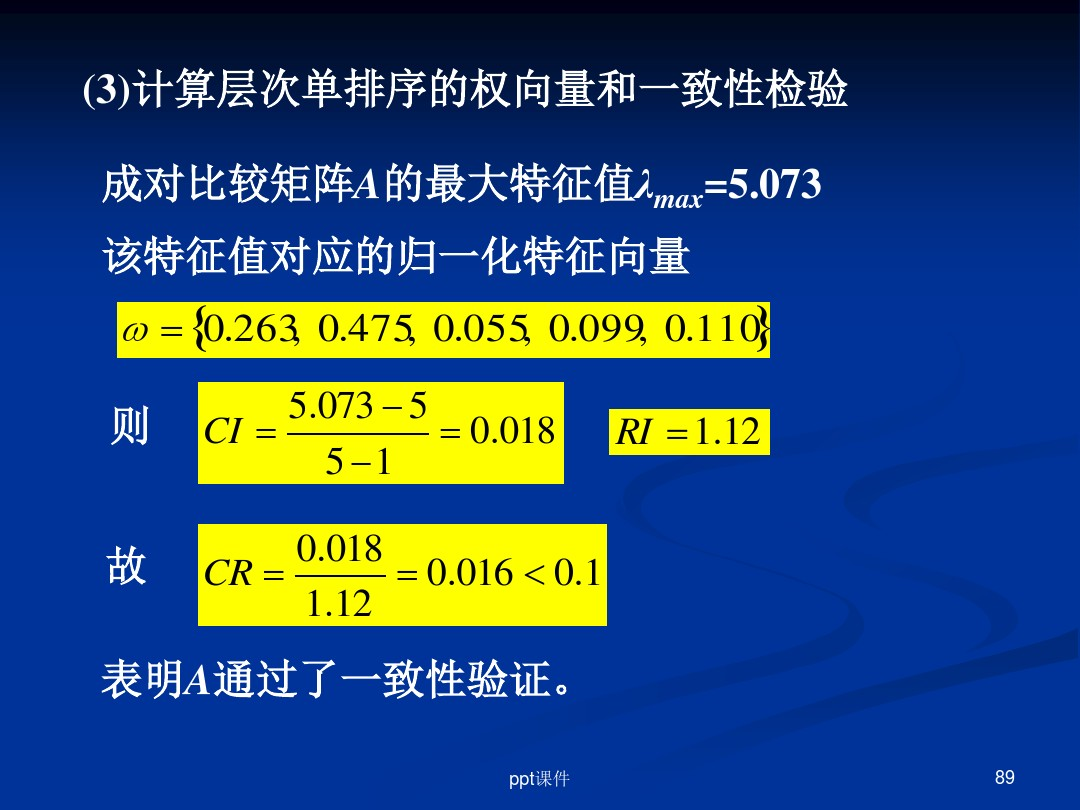 (3)计算层次单排序的权向量和一致性检验
成对比较矩阵A的最大特征值λmax=5.073
该特征值对应的归一化特征向量
ω = {0.263, 0.475, 0.055, 0.099, 0.110}
则 CI = (5.073 − 5)/(5 − 1) = 0.018 RI = 1.12
故 CR = 0.018/1.12 = 0.016 < 0.1
表明A通过了一致性验证。
ppt课件 89